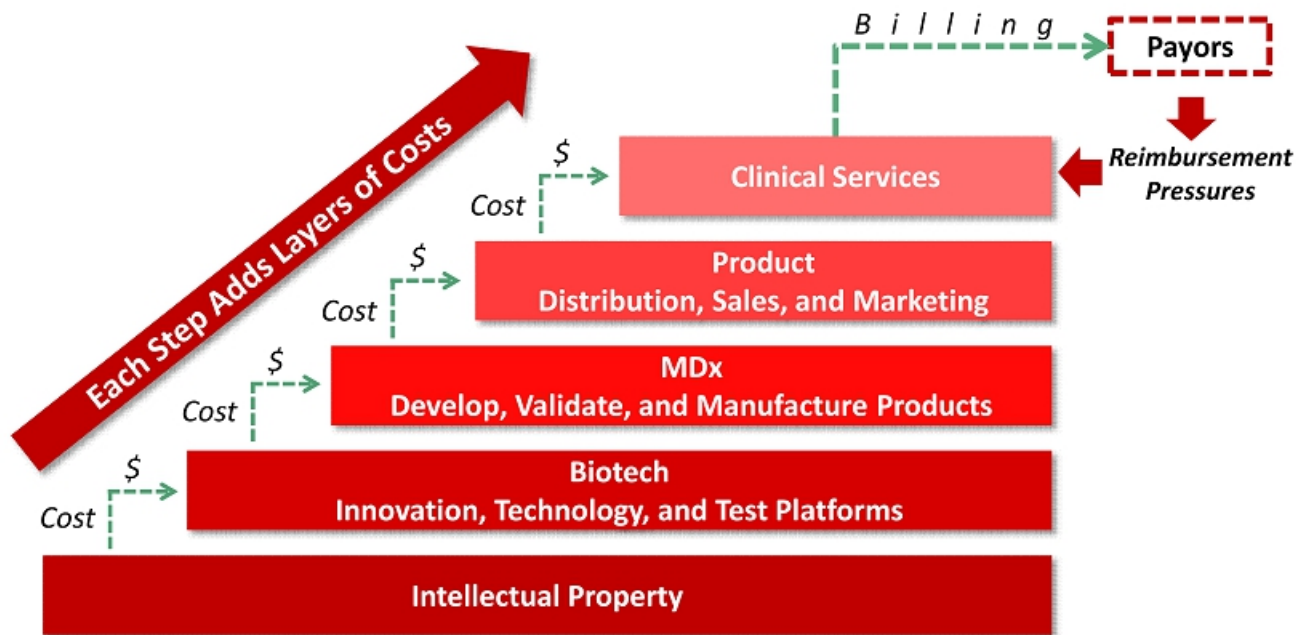 Billing
Payors
Reimbursement
Pressures
Each Step Adds Layers of Costs
$
Cost
Clinical Services
$
Cost
Product
Distribution, Sales, and Marketing
$
Cost
MDx
Develop, Validate, and Manufacture Products
$
Cost
Biotech
Innovation, Technology, and Test Platforms
Intellectual Property